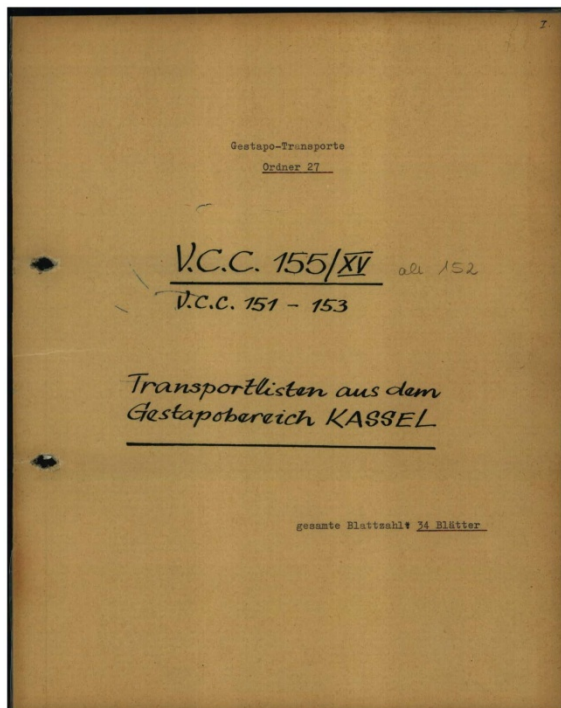 I
Gestapo-Transporte
Ordner 27
V.C.C. 155/XV alt 152
V.C.C. 151 - 153
Transportlisten aus dem
Gestapobereich KASSEL
gesamte Blattzahl: 34 Blätter